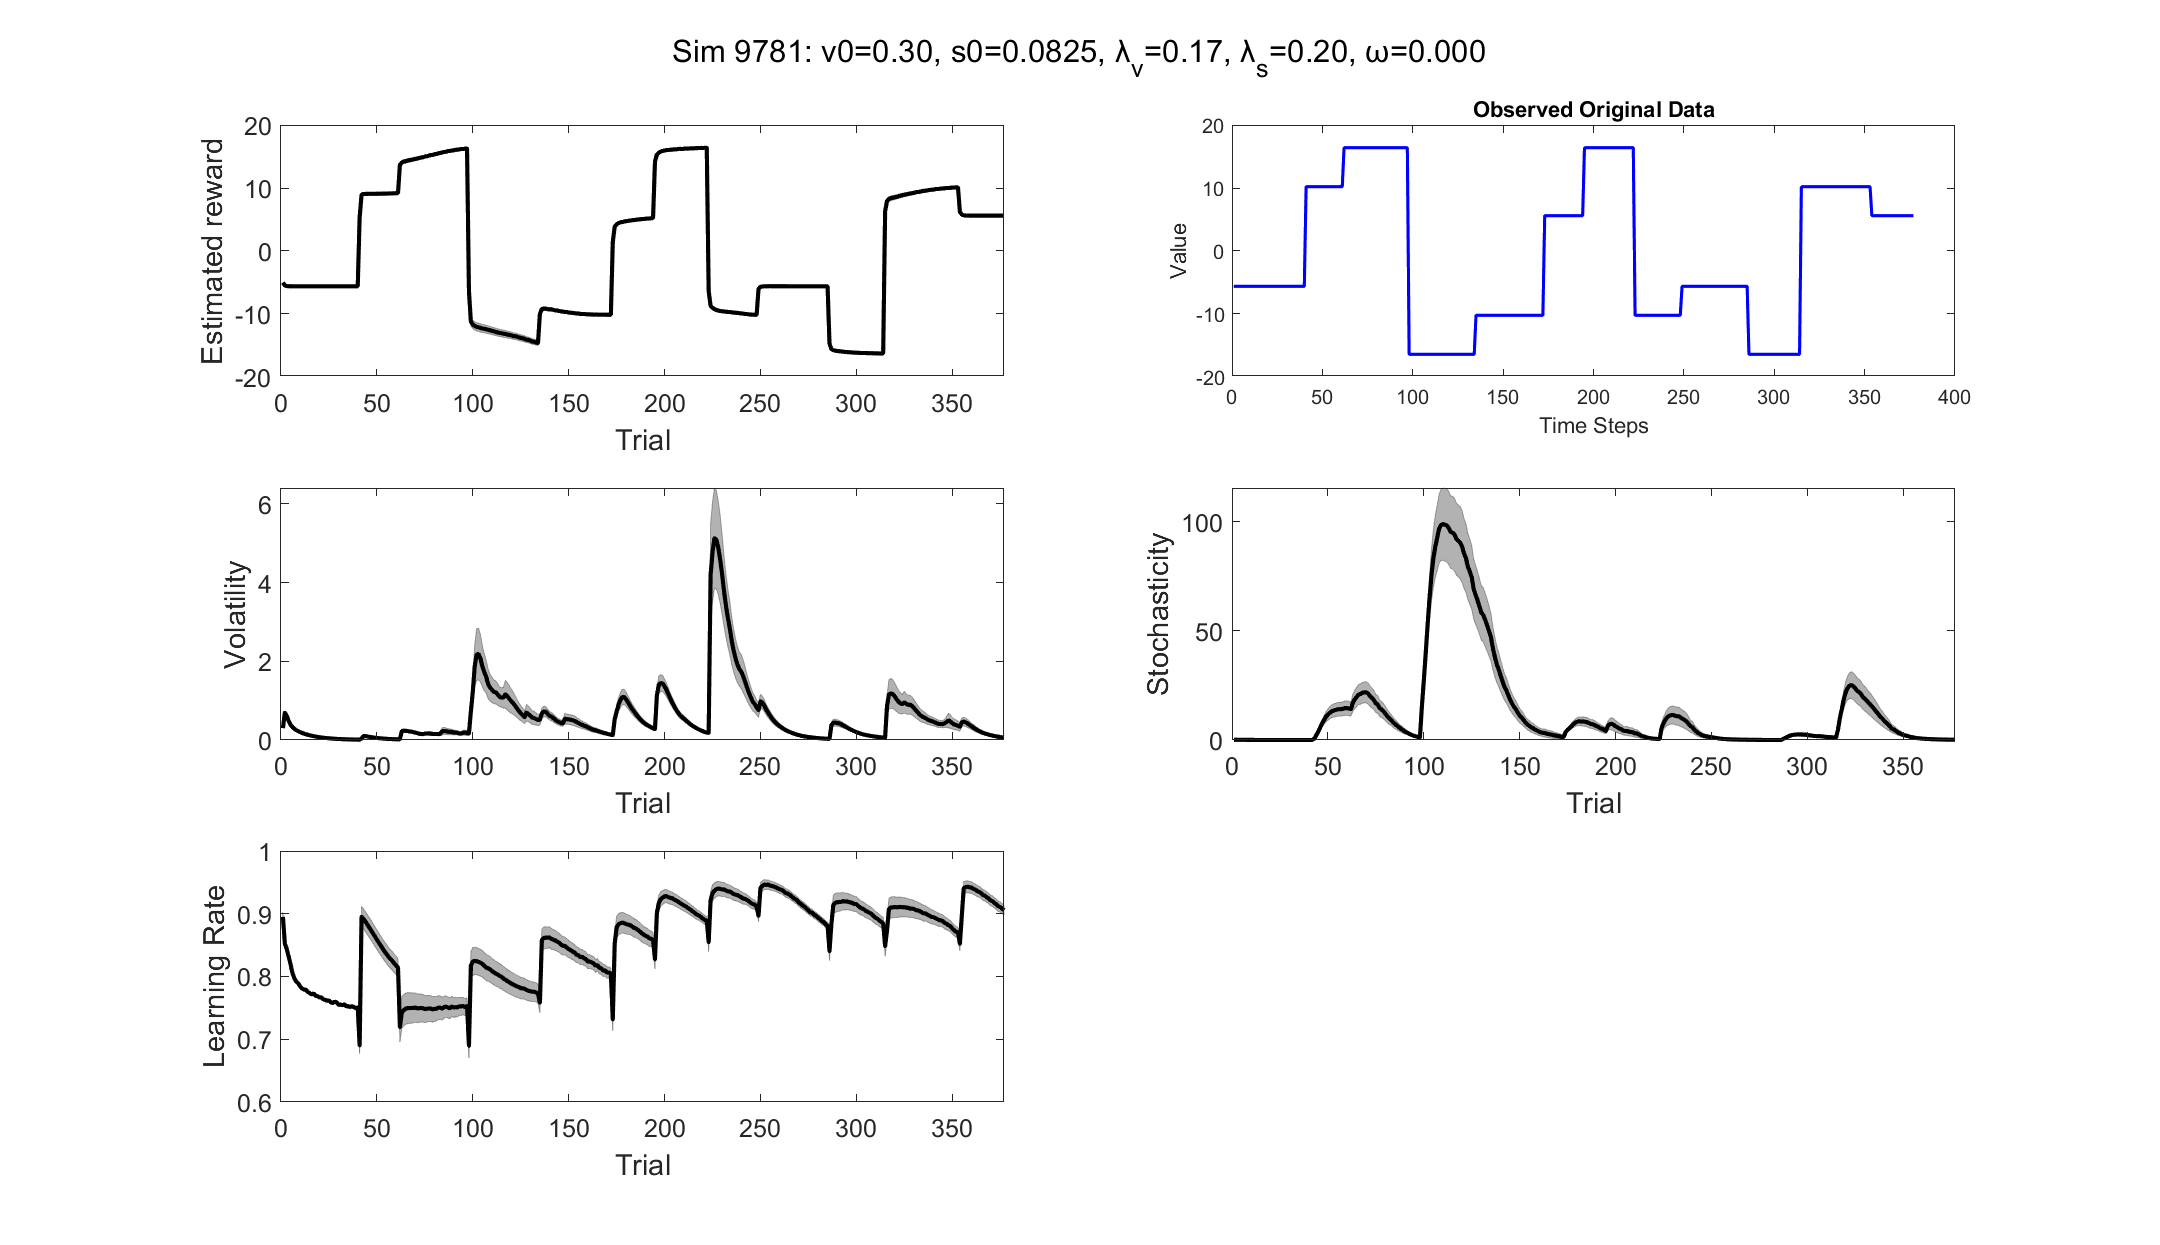 Sim 9781: v0=0.30, s0=0.0825, λ_v=0.17, λ_s=0.20, ω=0.000
Estimated reward
20
10
0
-10
-20
0 50 100 150 200 250 300 350
Trial
Observed Original Data
Value
20
10
0
-10
-20
0 50 100 150 200 250 300 350 400
Time Steps
Volatility
6
4
2
0
0 50 100 150 200 250 300 350
Trial
Stochasticity
100
50
0
0 50 100 150 200 250 300 350
Trial
Learning Rate
1
0.9
0.8
0.7
0.6
0 50 100 150 200 250 300 350
Trial